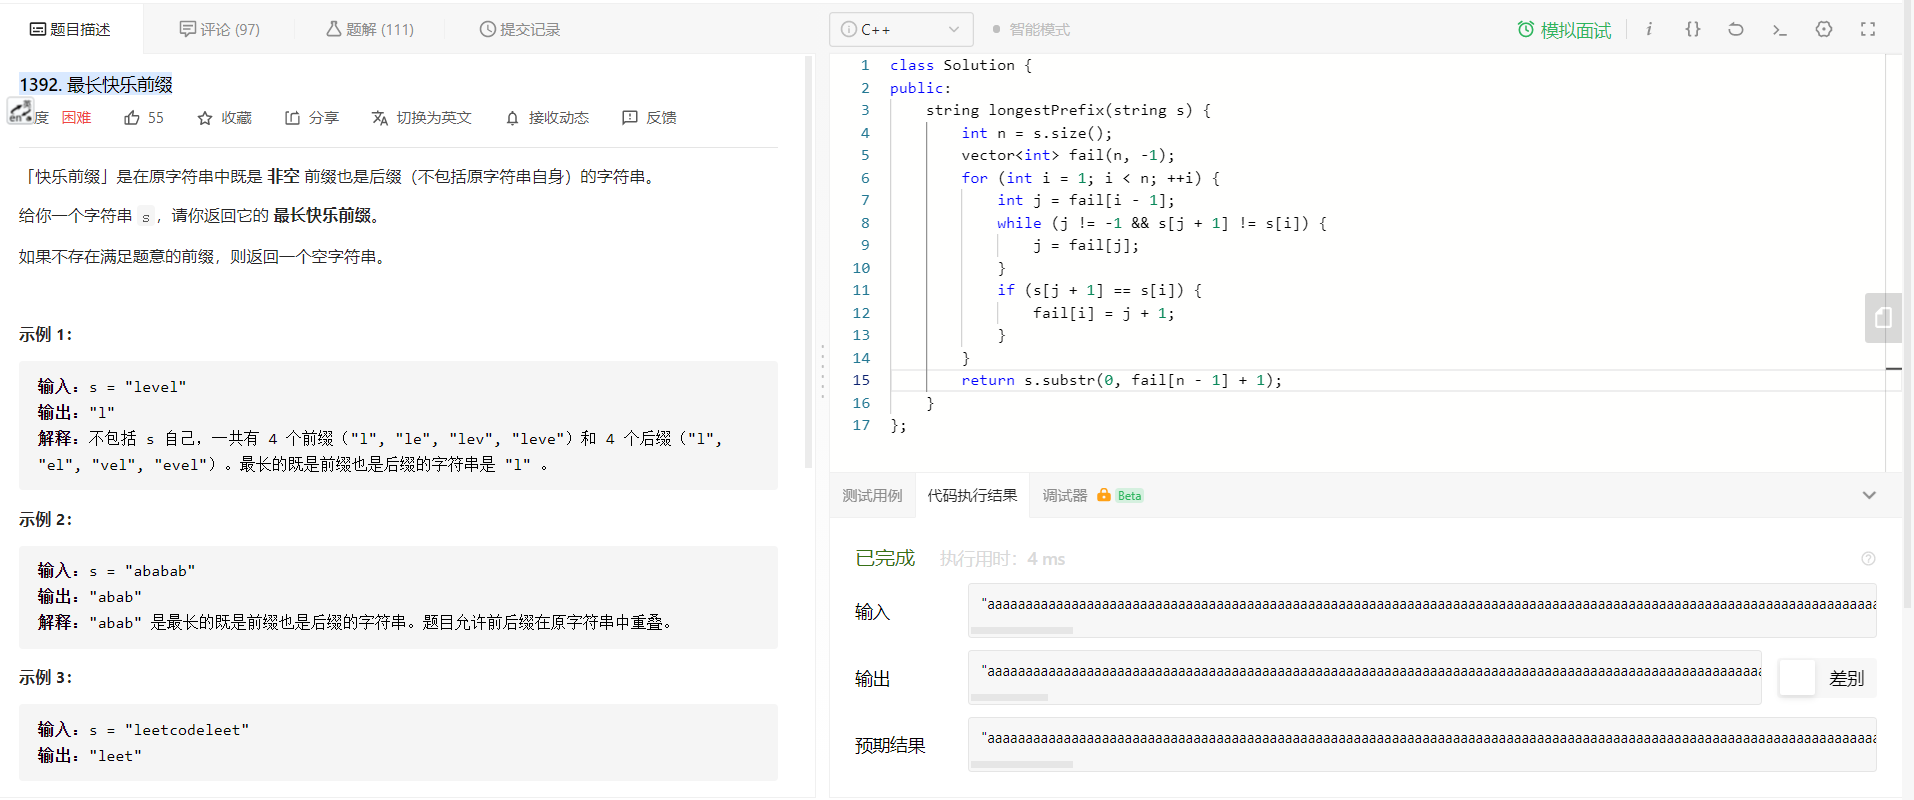 题目描述
评论 (97)
题解 (111)
提交记录
1392. 最长快乐前缀
度 困难 55 收藏 分享 切换为英文 接收动态 反馈
「快乐前缀」是在原字符串中既是 非空 前缀也是后缀（不包括原字符串自身）的字符串。
给你一个字符串 s，请你返回它的 最长快乐前缀。
如果不存在满足题意的前缀，则返回一个空字符串。
示例 1：
输入：s = "level"
输出："l"
解释：不包括 s 自己，一共有 4 个前缀（"l", "le", "lev", "leve"）和 4 个后缀（"l",
"el", "vel", "evel"）。最长的既是前缀也是后缀的字符串是 "l" 。
示例 2：
输入：s = "ababab"
输出："abab"
解释："abab" 是最长的既是前缀也是后缀的字符串。题目允许前后缀在原字符串中重叠。
示例 3：
输入：s = "leetcodeleet"
输出："leet"
C++
智能模式
模拟面试
1 class Solution {
2 public:
3 string longestPrefix(string s) {
4 int n = s.size();
5 vector<int> fail(n, -1);
6 for (int i = 1; i < n; ++i) {
7 int j = fail[i - 1];
8 while (j != -1 && s[j + 1] != s[i]) {
9 j = fail[j];
10 }
11 if (s[j + 1] == s[i]) {
12 fail[i] = j + 1;
13 }
14 }
15 return s.substr(0, fail[n - 1] + 1);
16 }
17 };
测试用例
代码执行结果
调试器 Beta
已完成 执行用时：4 ms
输入
输出
差别
预期结果